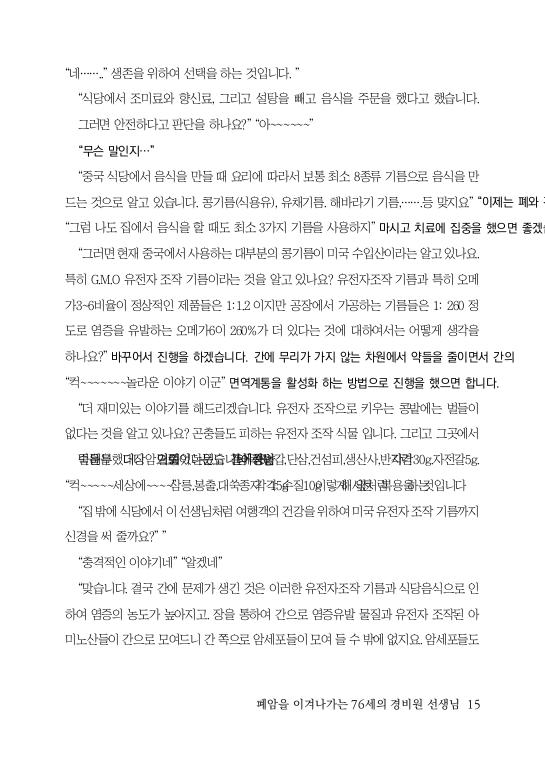 “네……..” 생존을 위하여 선택을 하는 것입니다. ”
“식당에서 조미료와 향신료, 그리고 설탕을 빼고 음식을 주문을 했다고 했습니다.
그러면 안전하다고 판단을 하나요?” “아~~~~~~”
“무슨 말인지…”
“중국 식당에서 음식을 만들 때 요리에 따라서 보통 최소 8종류 기름으로 음식을 만
드는 것으로 알고 있습니다. 콩기름(식용유), 유채기름. 해바라기 기름,……등 맞지요” “이제는 폐와
“그럼 나도 집에서 음식을 할 때도 최소 3가지 기름을 사용하지” 마시고 치료에 집중을 했으면 좋겠
“그러면 현재 중국에서 사용하는 대부분의 콩기름이 미국 수입산이라는 알고 있나요.
특히 G.M.O 유전자 조작 기름이라는 것을 알고 있나요? 유전자조작 기름과 특히 오메
가3~6비율이 정상적인 제품들은 1:1.2 이지만 공장에서 가공하는 기름들은 1: 260 정
도로 염증을 유발하는 오메가6이 260%가 더 있다는 것에 대하여서는 어떻게 생각을
하나요?” 바꾸어서 진행을 하겠습니다. 간에 무리가 가지 않는 차원에서 약들을 줄이면서 간의
“컥~~~~~~~놀라운 이야기 이군” 면역계통을 활성화 하는 방법으로 진행을 했으면 합니다.
“더 재미있는 이야기를 해드리겠습니다. 유전자 조작으로 키우는 콩밭에는 벌들이
없다는 것을 알고 있나요? 곤충들도 피하는 유전자 조작 식물 입니다. 그리고 그곳에서
갑,단삼,건섬피,생산사,반지련 30g.자전갈5g.
“컥~~~~~세상에~~~~
“집 밖에 식당에서 이 선생님처럼 여행객의 건강을 위하여 미국 유전자 조작 기름까지
신경을 써 줄까요?” ”
“충격적인 이야기네” “알겠네”
“맞습니다. 결국 간에 문제가 생긴 것은 이러한 유전자조작 기름과 식당음식으로 인
하여 염증의 농도가 높아지고. 장을 통하여 간으로 염증유발 물질과 유전자 조작된 아
미노산들이 간으로 모여드니 간 쪽으로 암세포들이 모여 들 수 밖에 없지요. 암세포들도
폐암을 이겨나가는 76세의 경비원 선생님 15